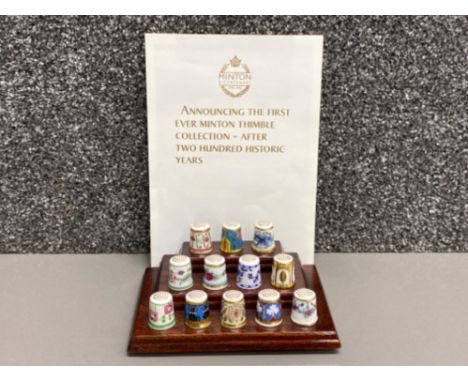 MINTON
ANNOUNCING THE FIRST
EVER MINTON THIMBLE
COLLECTION – AFTER
TWO HUNDRED HISTORIC
YEARS